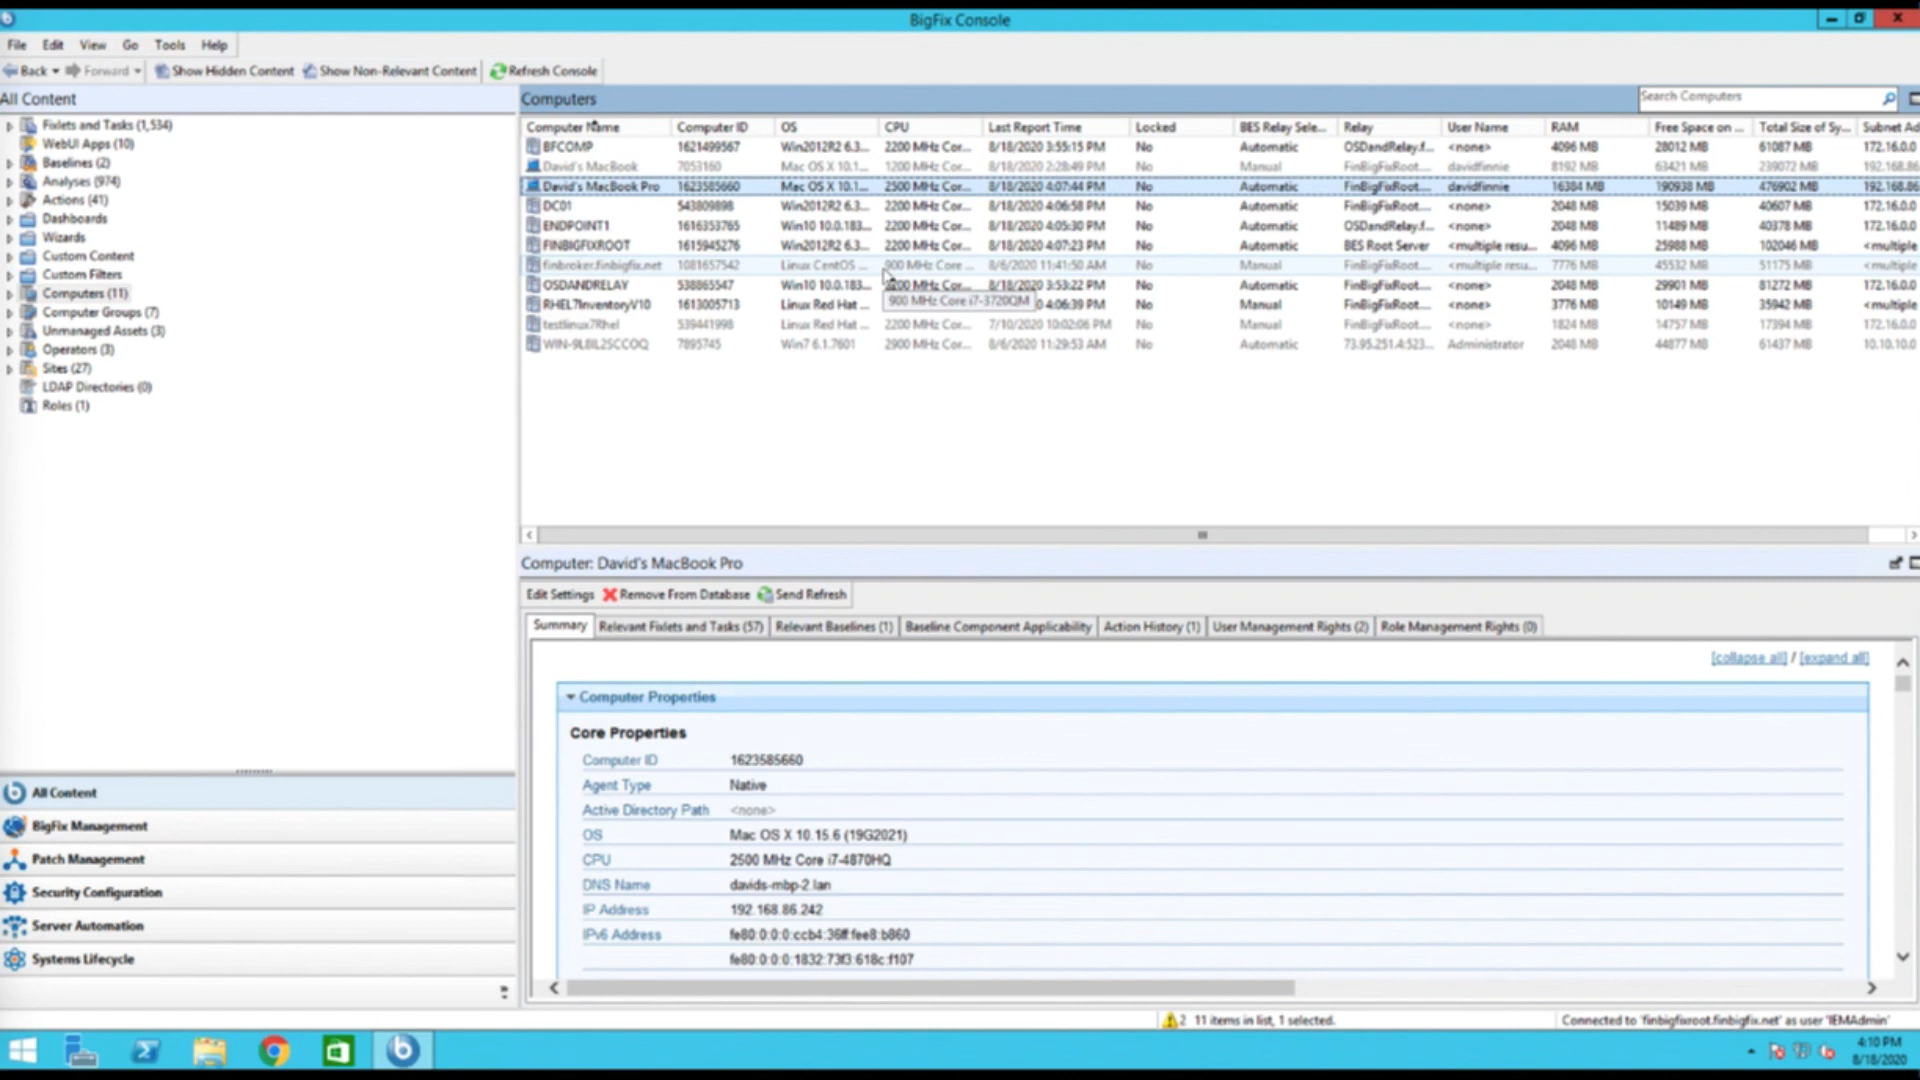 BigFix Console
File Edit View Go Tools Help
Back Forward Show Hidden Content Show Non-Relevant Content Refresh Console
All Content
Fixlets and Tasks (1,534)
WebUI Apps (10)
Baselines (2)
Analyses (974)
Actions (41)
Dashboards
Wizards
Custom Content
Custom Filters
Computers (11)
Computer Groups (7)
Unmanaged Assets (3)
Operators (3)
Sites (27)
LDAP Directories (0)
Roles (1)
All Content
BigFix Management
Patch Management
Security Configuration
Server Automation
Systems Lifecycle
Computers Search Computers
Computer Name Computer ID OS CPU Last Report Time Locked BES Relay Sele... Relay User Name RAM Free Space on ... Total Size of Sy... Subnet Ad
BFCOMP 1621499567 Win2012R2 6.3... 2200 MHz Cor... 8/18/2020 3:55:15 PM No Automatic OSDandRelay.f... <none> 4096 MB 28012 MB 61087 MB 172.16.0.0
David's MacBook 7053160 Mac OS X 10.1... 1200 MHz Cor... 8/18/2020 2:28:49 PM No Manual FinBigFixRoot.... davidfinnie 8192 MB 63421 MB 239072 MB 192.168.86
David's MacBook Pro 1623585660 Mac OS X 10.1... 2500 MHz Cor... 8/18/2020 4:07:44 PM No Automatic FinBigFixRoot.... davidfinnie 16384 MB 190938 MB 476902 MB 192.168.86
DC01 543809898 Win2012R2 6.3... 2200 MHz Cor... 8/18/2020 4:06:58 PM No Automatic FinBigFixRoot.... <none> 2048 MB 15039 MB 40607 MB 172.16.0.0
ENDPOINT1 1616353765 Win10 10.0.183... 2200 MHz Cor... 8/18/2020 4:05:30 PM No Automatic OSDandRelay.f... <none> 2048 MB 11489 MB 40378 MB 172.16.0.0
FINBIGFIXROOT 1615945276 Win2012R2 6.3... 2200 MHz Cor... 8/18/2020 4:07:23 PM No Automatic BES Root Server <multiple resu... 4096 MB 25988 MB 102046 MB <multiple
finbroker.finbigfix.net 1081657542 Linux CentOS ... 900 MHz Core ... 8/6/2020 11:41:50 AM No Manual FinBigFixRoot.... <multiple resu... 7776 MB 45532 MB 51175 MB <multiple
OSDANDRELAY 538865547 Win10 10.0.183... 2200 MHz Cor... 8/18/2020 3:53:22 PM No Automatic FinBigFixRoot.... <none> 2048 MB 29901 MB 81272 MB 172.16.0.0
RHEL7InventoryV10 1613005713 Linux Red Hat ... 900 MHz Core i7-3720QM 0 4:06:39 PM No Manual FinBigFixRoot.... <none> 3776 MB 10149 MB 35942 MB <multiple
testlinux7Rhel 539441998 Linux Red Hat ... 2200 MHz Cor... 7/10/2020 10:02:06 PM No Manual FinBigFixRoot.... <none> 1824 MB 14757 MB 17394 MB 172.16.0.0
WIN-9L8IL2SCCOQ 7895745 Win7 6.1.7601 2900 MHz Cor... 8/6/2020 11:29:53 AM No Automatic 73.95.251.4:523... Administrator 2048 MB 44877 MB 61437 MB 10.10.10.0
Computer: David's MacBook Pro
Edit Settings Remove From Database Send Refresh
Summary Relevant Fixlets and Tasks (57) Relevant Baselines (1) Baseline Component Applicability Action History (1) User Management Rights (2) Role Management Rights (0)
[collapse all] / [expand all]
Computer Properties
Core Properties
Computer ID 1623585660
Agent Type Native
Active Directory Path <none>
OS Mac OS X 10.15.6 (19G2021)
CPU 2500 MHz Core i7-4870HQ
DNS Name davids-mbp-2.lan
IP Address 192.168.86.242
IPv6 Address fe80:0:0:0:ccb4:36ff:fee8:b860
fe80:0:0:0:1832:73f3:618c:f107
2 11 items in list, 1 selected. Connected to 'finbigfixroot.finbigfix.net' as user 'IEMAdmin'
4:10 PM
8/18/2020